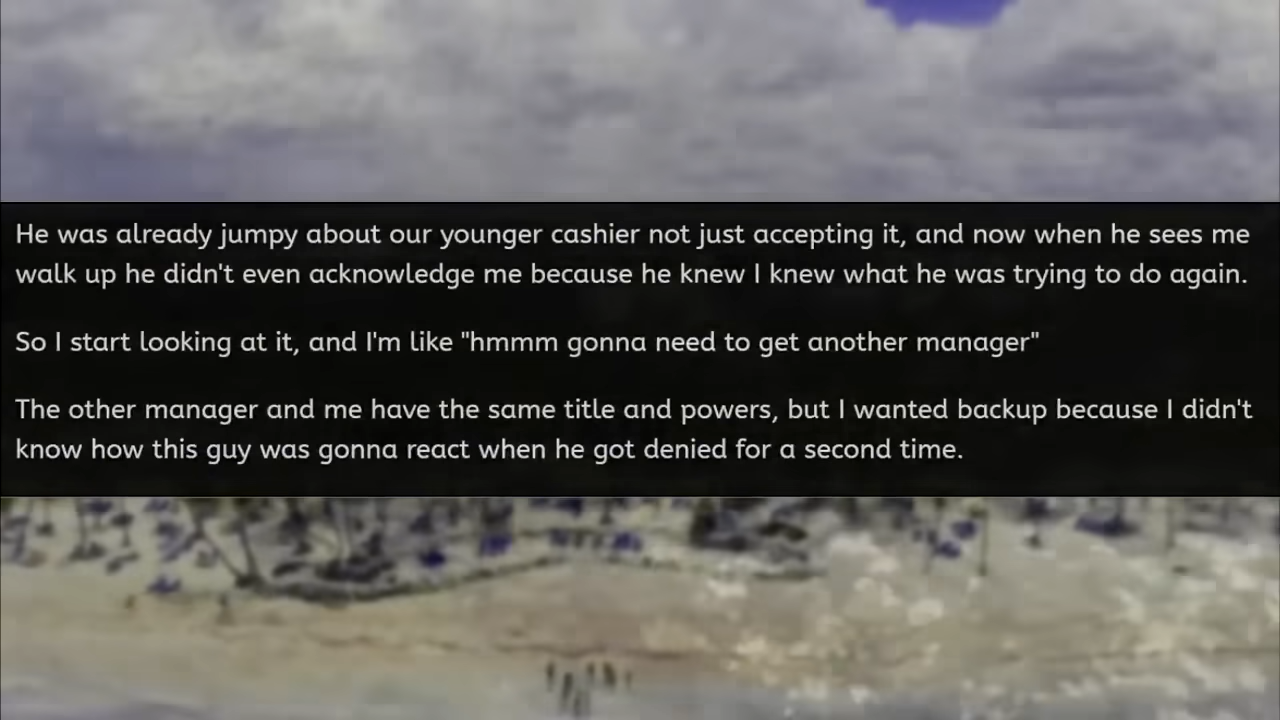 He was already jumpy about our younger cashier not just accepting it, and now when he sees me
walk up he didn't even acknowledge me because he knew I knew what he was trying to do again.
So I start looking at it, and I'm like "hmmm gonna need to get another manager"
The other manager and me have the same title and powers, but I wanted backup because I didn't
know how this guy was gonna react when he got denied for a second time.